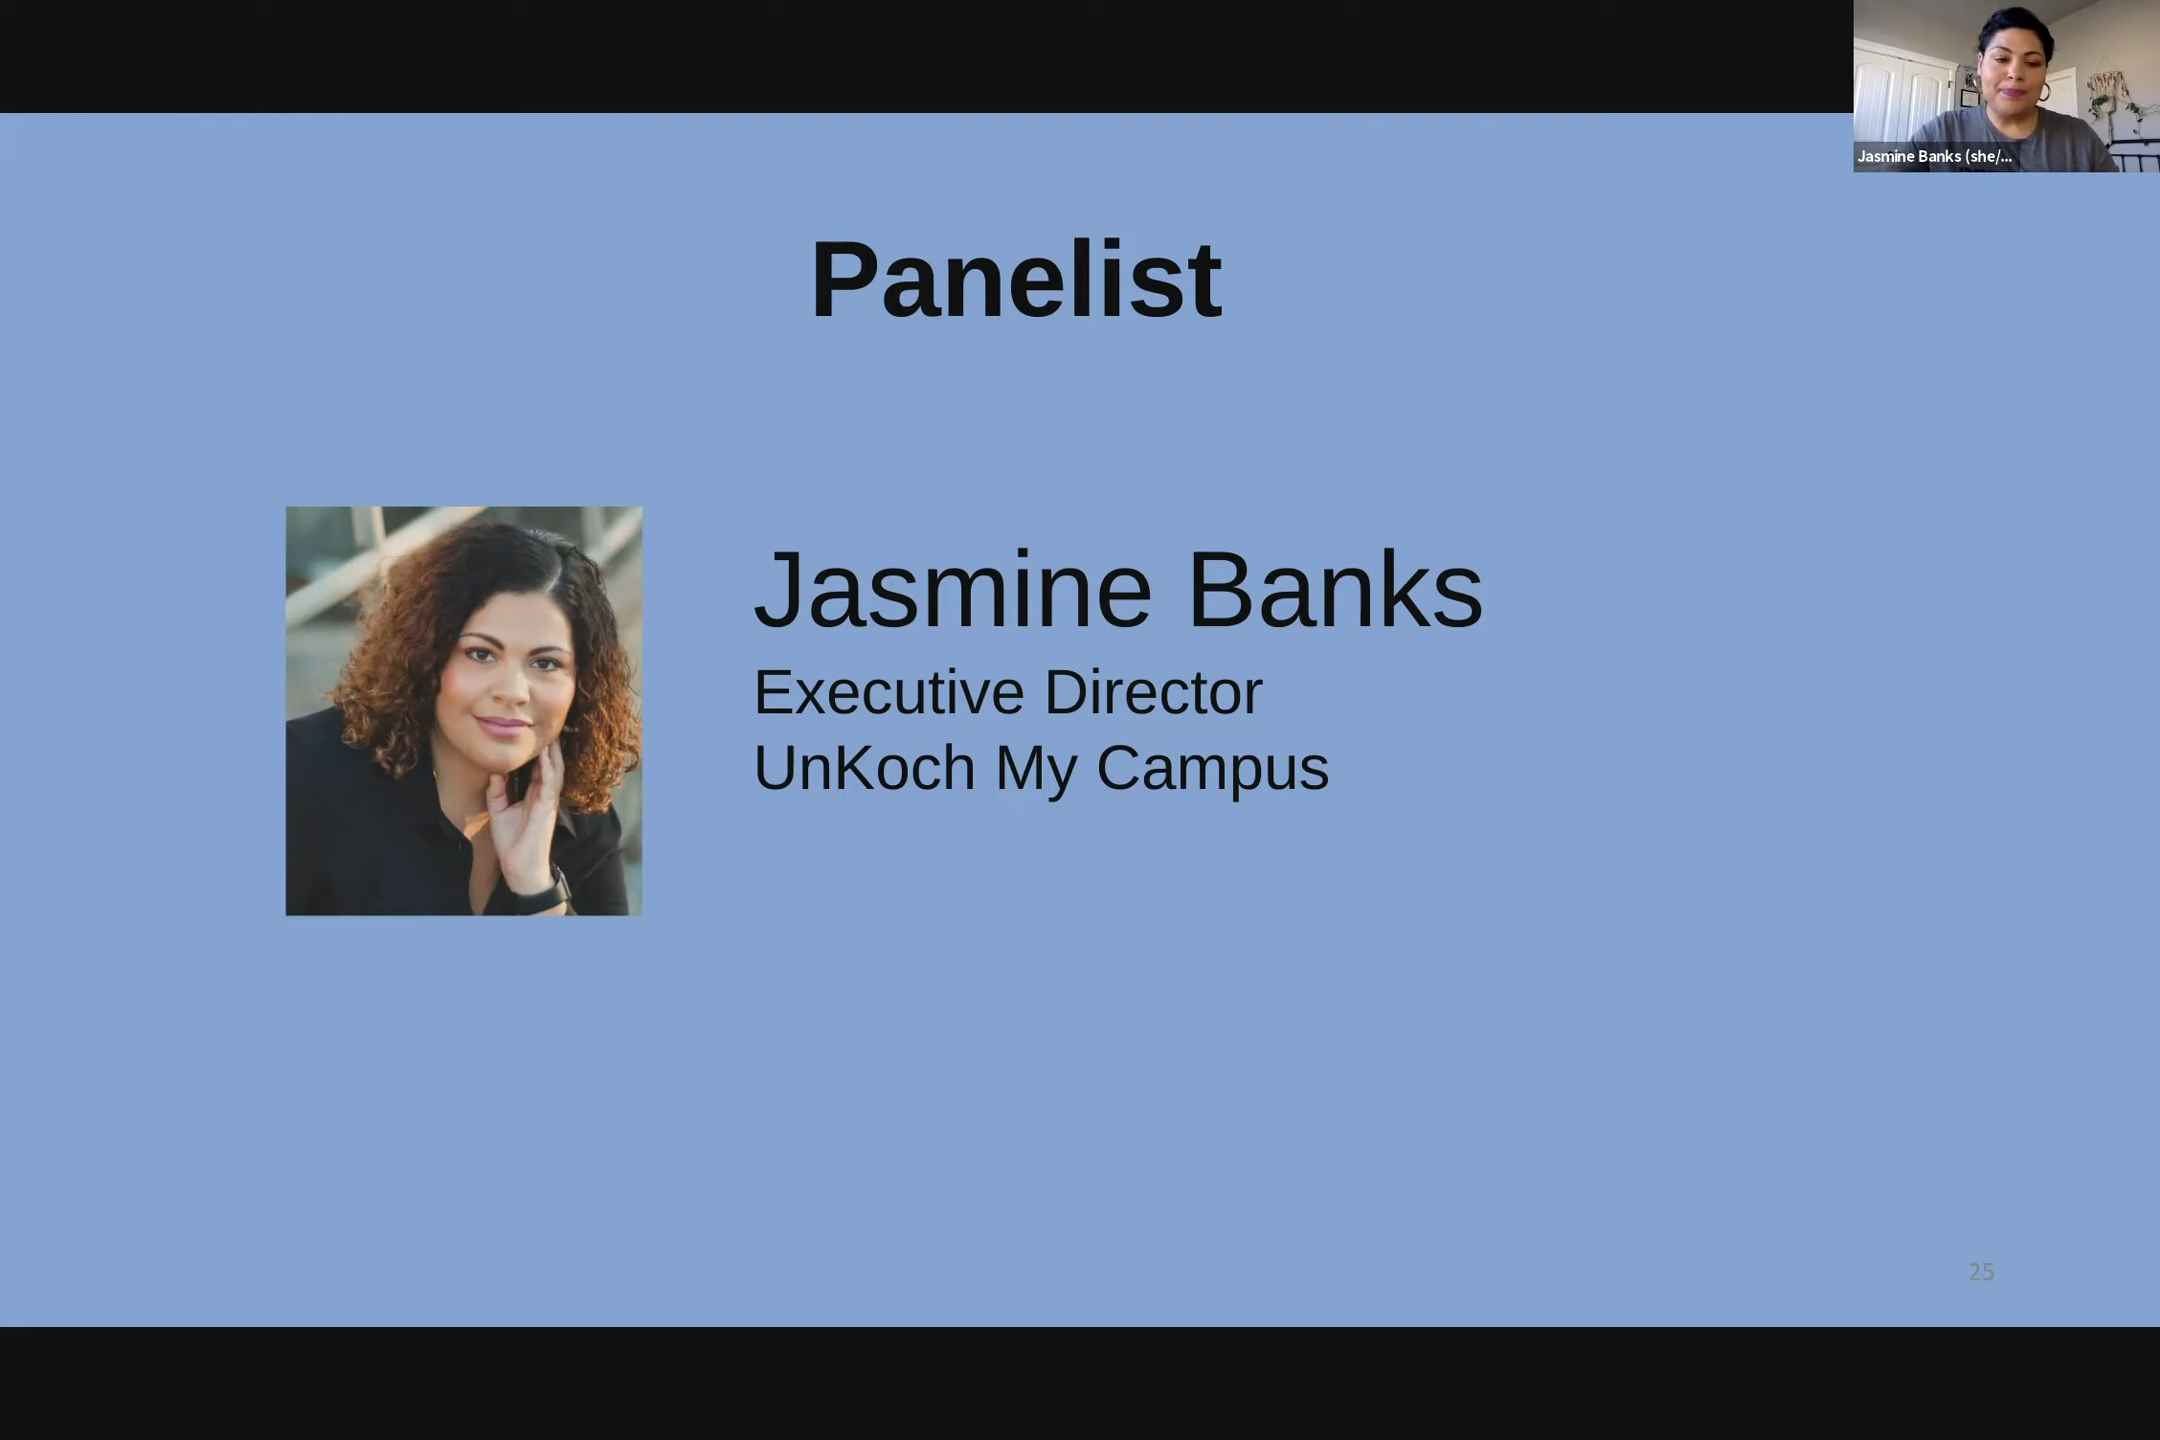 Jasmine Banks (she/...
Panelist
Jasmine Banks
Executive Director
UnKoch My Campus
25